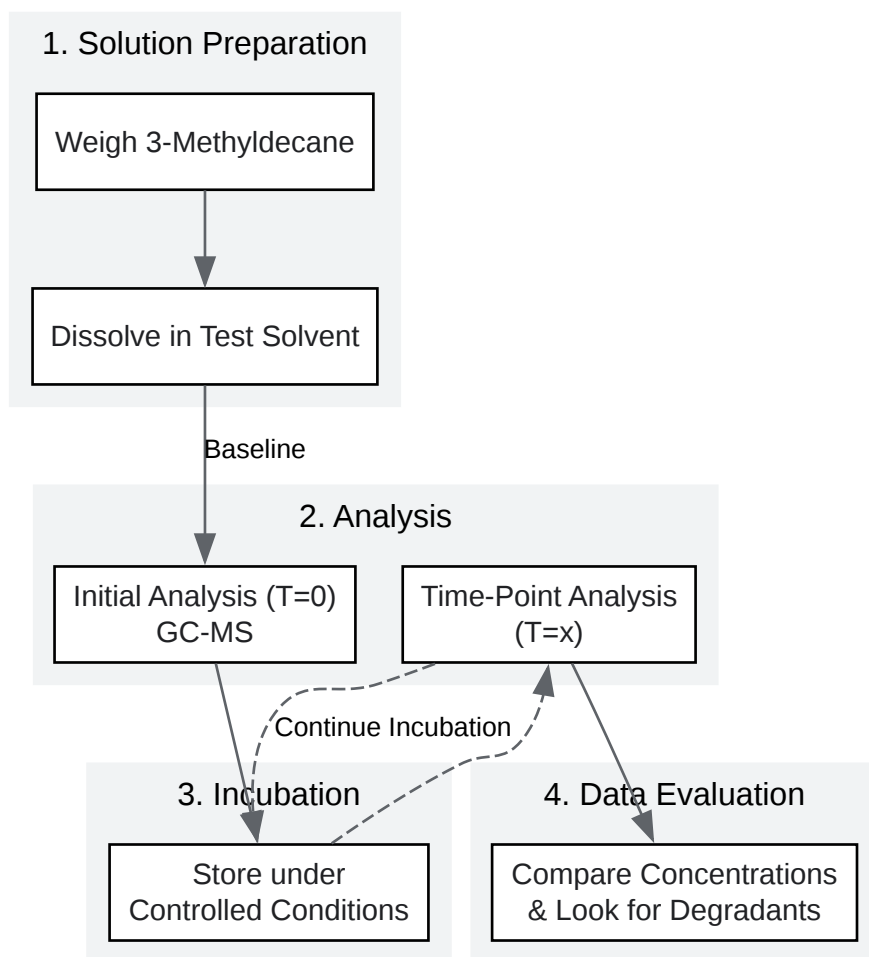 1. Solution Preparation
Weigh 3-Methyldecane
Dissolve in Test Solvent
Baseline
2. Analysis
Initial Analysis (T=0)
GC-MS
Time-Point Analysis
(T=x)
Continue Incubation
3. Incubation
Store under
Controlled Conditions
4. Data Evaluation
Compare Concentrations
& Look for Degradants